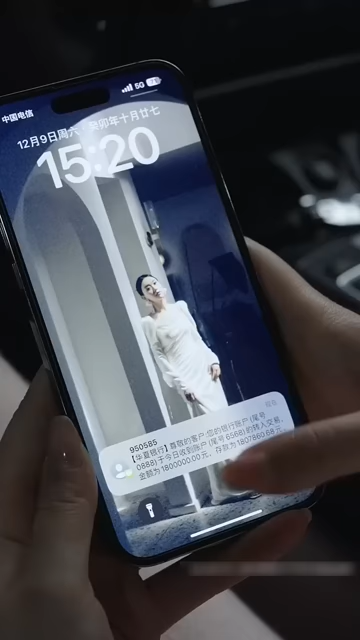 中国电信
5G
12月9日周六 · 癸卯年十月廿七
15:20
950585
现在
【华夏银行】尊敬的客户:您的银行账户(尾号
0888)于今日收到账户(尾号6568)的转入交易,
金额为1800000.00元。存款为1807860.68元。